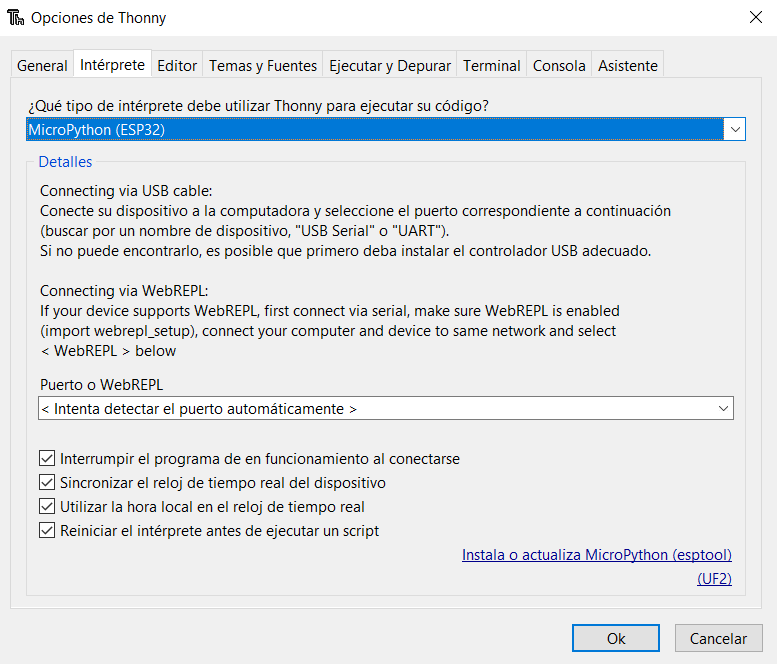 Th Opciones de Thonny
General Intérprete Editor Temas y Fuentes Ejecutar y Depurar Terminal Consola Asistente
¿Qué tipo de intérprete debe utilizar Thonny para ejecutar su código?
MicroPython (ESP32)
Detalles
Connecting via USB cable:
Conecte su dispositivo a la computadora y seleccione el puerto correspondiente a continuación
(buscar por un nombre de dispositivo, "USB Serial" o "UART").
Si no puede encontrarlo, es posible que primero deba instalar el controlador USB adecuado.
Connecting via WebREPL:
If your device supports WebREPL, first connect via serial, make sure WebREPL is enabled
(import webrepl_setup), connect your computer and device to same network and select
< WebREPL > below
Puerto o WebREPL
< Intenta detectar el puerto automáticamente >
Interrumpir el programa de en funcionamiento al conectarse
Sincronizar el reloj de tiempo real del dispositivo
Utilizar la hora local en el reloj de tiempo real
Reiniciar el intérprete antes de ejecutar un script
Instala o actualiza MicroPython (esptool)
(UF2)
Ok Cancelar